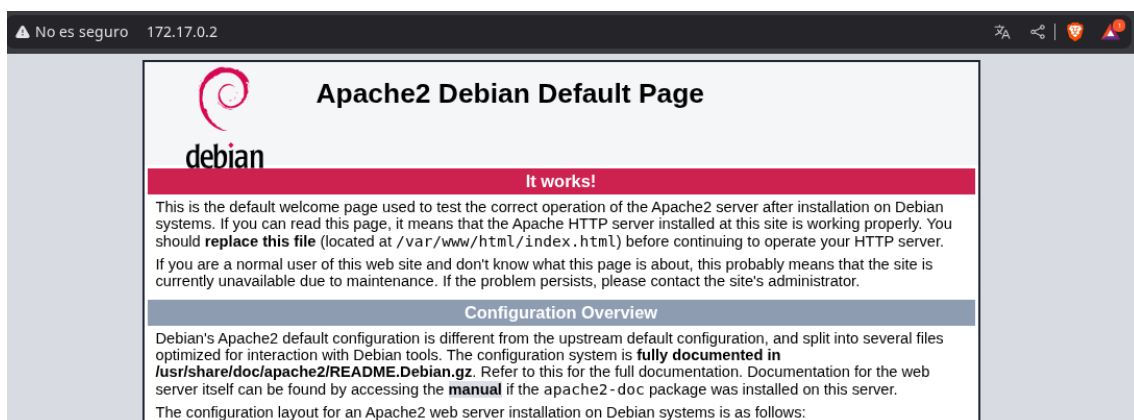 No es seguro 172.17.0.2
Apache2 Debian Default Page
debian
It works!
This is the default welcome page used to test the correct operation of the Apache2 server after installation on Debian
systems. If you can read this page, it means that the Apache HTTP server installed at this site is working properly. You
should replace this file (located at /var/www/html/index.html) before continuing to operate your HTTP server.
If you are a normal user of this web site and don't know what this page is about, this probably means that the site is
currently unavailable due to maintenance. If the problem persists, please contact the site's administrator.
Configuration Overview
Debian's Apache2 default configuration is different from the upstream default configuration, and split into several files
optimized for interaction with Debian tools. The configuration system is fully documented in
/usr/share/doc/apache2/README.Debian.gz. Refer to this for the full documentation. Documentation for the web
server itself can be found by accessing the manual if the apache2-doc package was installed on this server.
The configuration layout for an Apache2 web server installation on Debian systems is as follows: